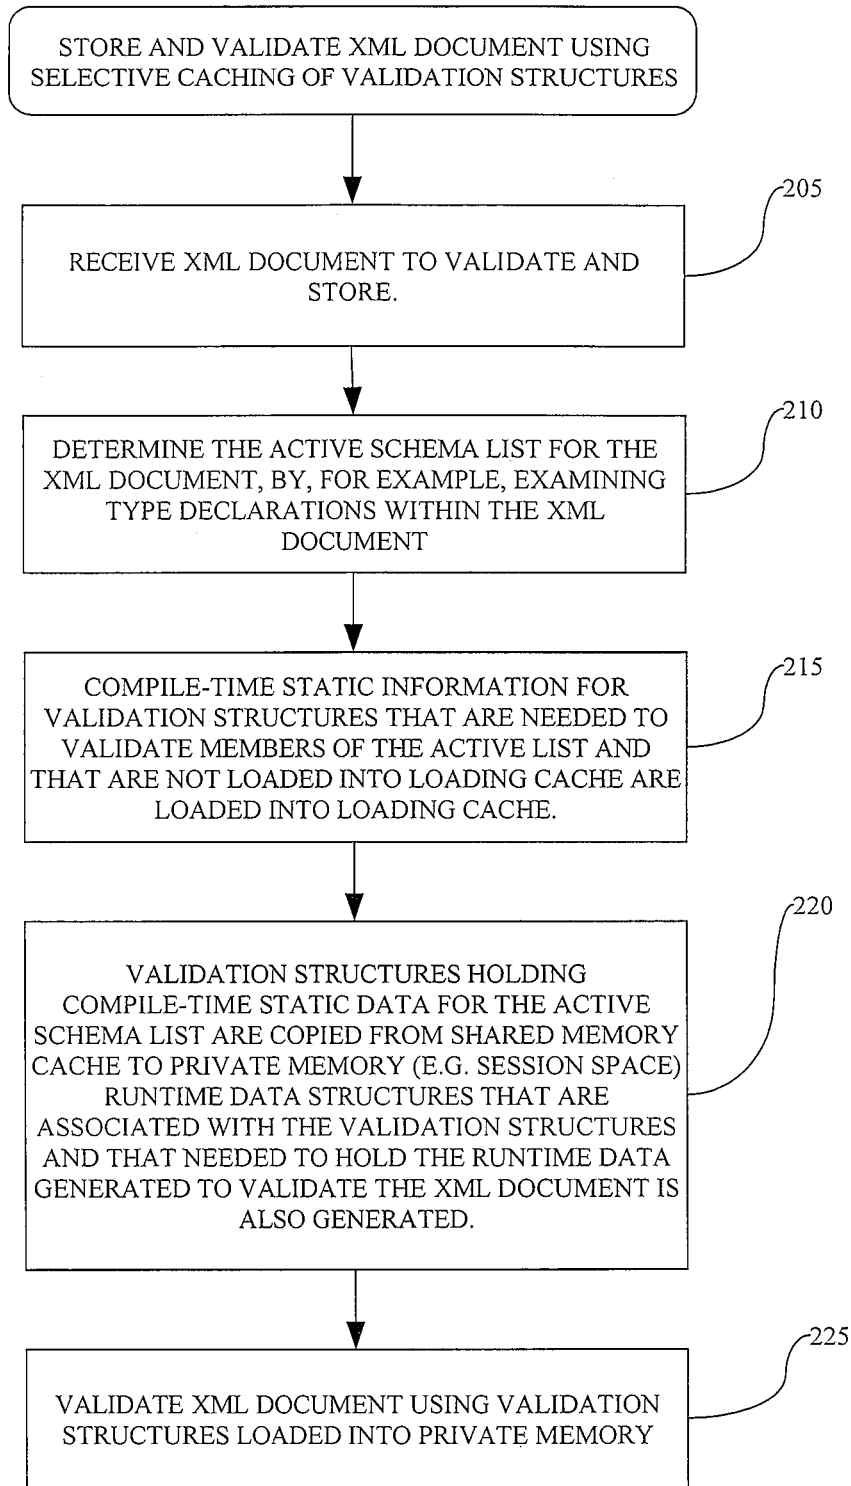 STORE AND VALIDATE XML DOCUMENT USING
SELECTIVE CACHING OF VALIDATION STRUCTURES
205
RECEIVE XML DOCUMENT TO VALIDATE AND
STORE.
210
DETERMINE THE ACTIVE SCHEMA LIST FOR THE
XML DOCUMENT, BY, FOR EXAMPLE, EXAMINING
TYPE DECLARATIONS WITHIN THE XML
DOCUMENT
215
COMPILE-TIME STATIC INFORMATION FOR
VALIDATION STRUCTURES THAT ARE NEEDED TO
VALIDATE MEMBERS OF THE ACTIVE LIST AND
THAT ARE NOT LOADED INTO LOADING CACHE ARE
LOADED INTO LOADING CACHE.
220
VALIDATION STRUCTURES HOLDING
COMPILE-TIME STATIC DATA FOR THE ACTIVE
SCHEMA LIST ARE COPIED FROM SHARED MEMORY
CACHE TO PRIVATE MEMORY (E.G. SESSION SPACE)
RUNTIME DATA STRUCTURES THAT ARE
ASSOCIATED WITH THE VALIDATION STRUCTURES
AND THAT NEEDED TO HOLD THE RUNTIME DATA
GENERATED TO VALIDATE THE XML DOCUMENT IS
ALSO GENERATED.
225
VALIDATE XML DOCUMENT USING VALIDATION
STRUCTURES LOADED INTO PRIVATE MEMORY